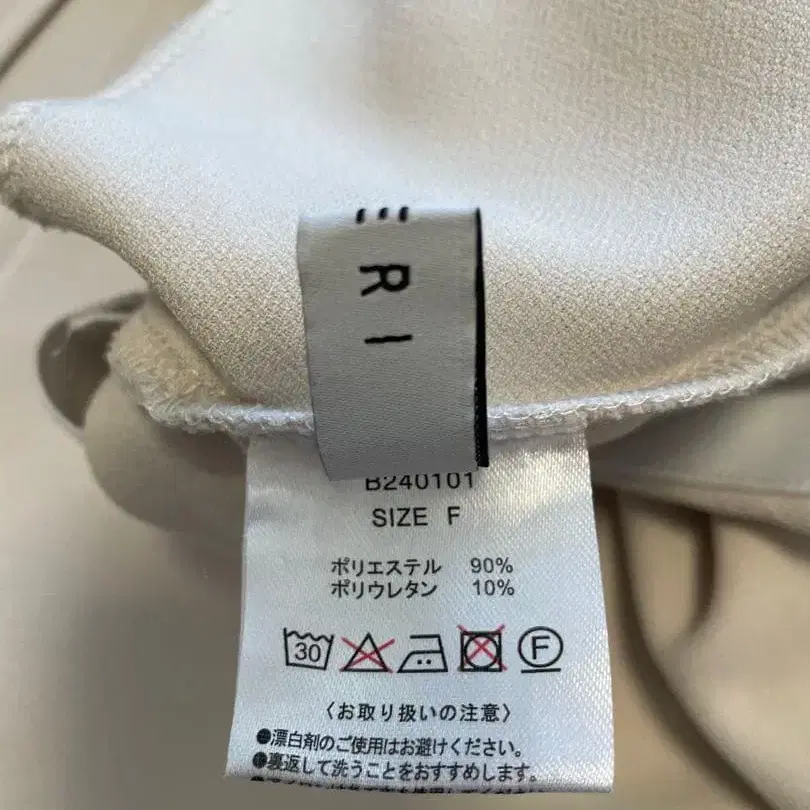 RI
B240101
SIZE F
ポリエステル 90%
ポリウレタン 10%
30 F
〈お取り扱いの注意〉
●漂白剤のご使用はお避けください。
●裏返して洗うことをおすすめします。